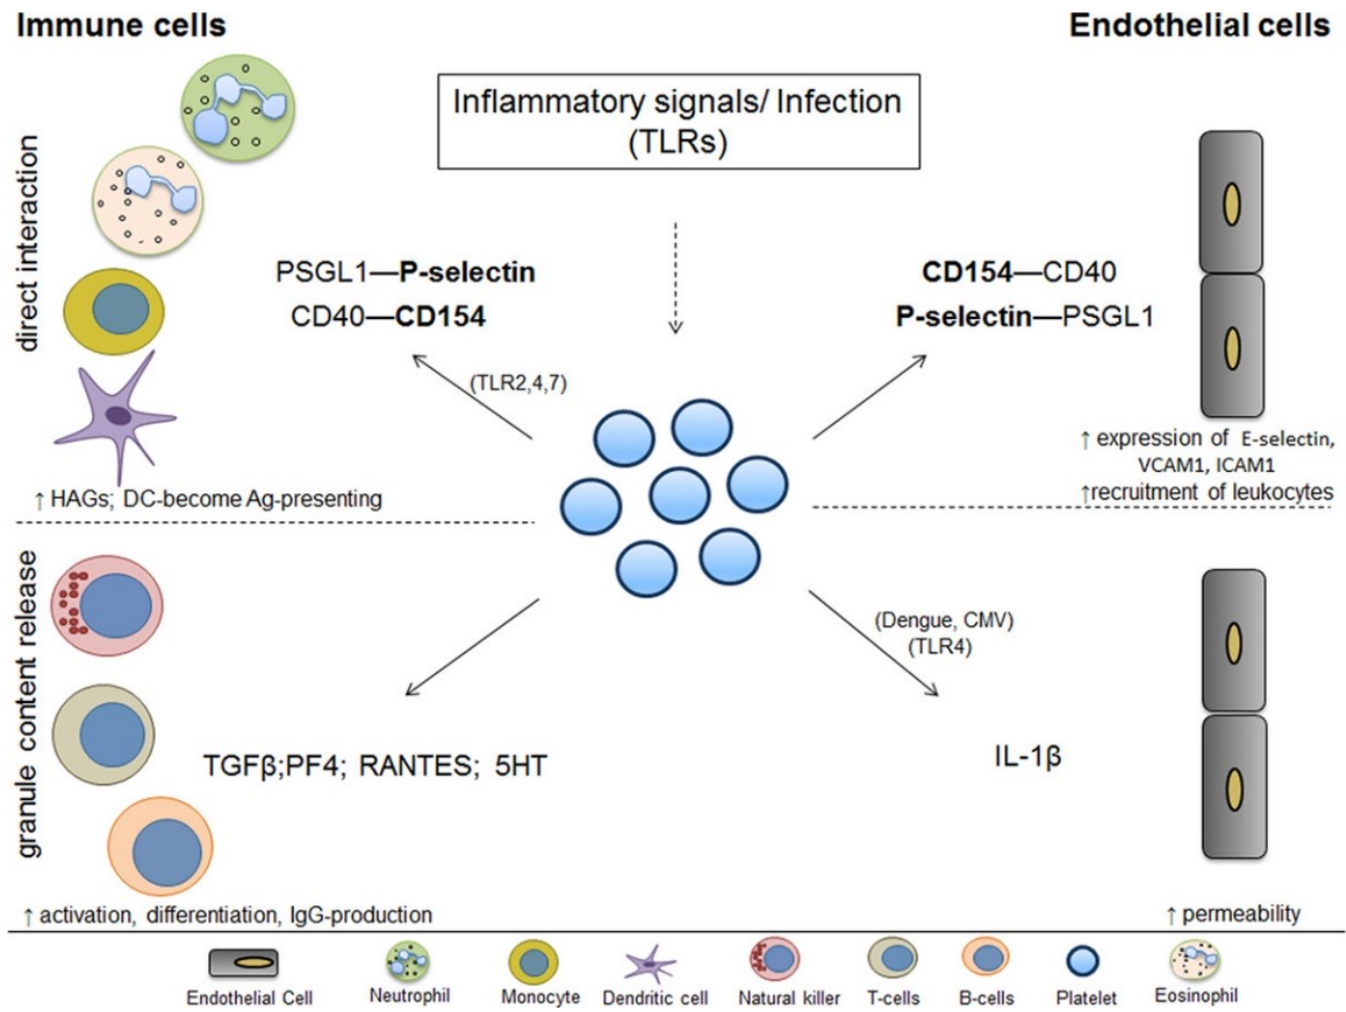 Immune cells
Endothelial cells
Inflammatory signals/ Infection
(TLRs)
direct interaction
PSGL1—P-selectin
CD40—CD154
CD154—CD40
P-selectin—PSGL1
(TLR2,4,7)
↑ expression of E-selectin,
VCAM1, ICAM1
↑recruitment of leukocytes
↑ HAGs; DC-become Ag-presenting
granule content release
(Dengue, CMV)
(TLR4)
TGFβ;PF4; RANTES; 5HT
IL-1β
↑ activation, differentiation, IgG-production
↑ permeability
Endothelial Cell
Neutrophil
Monocyte
Dendritic cell
Natural killer
T-cells
B-cells
Platelet
Eosinophil